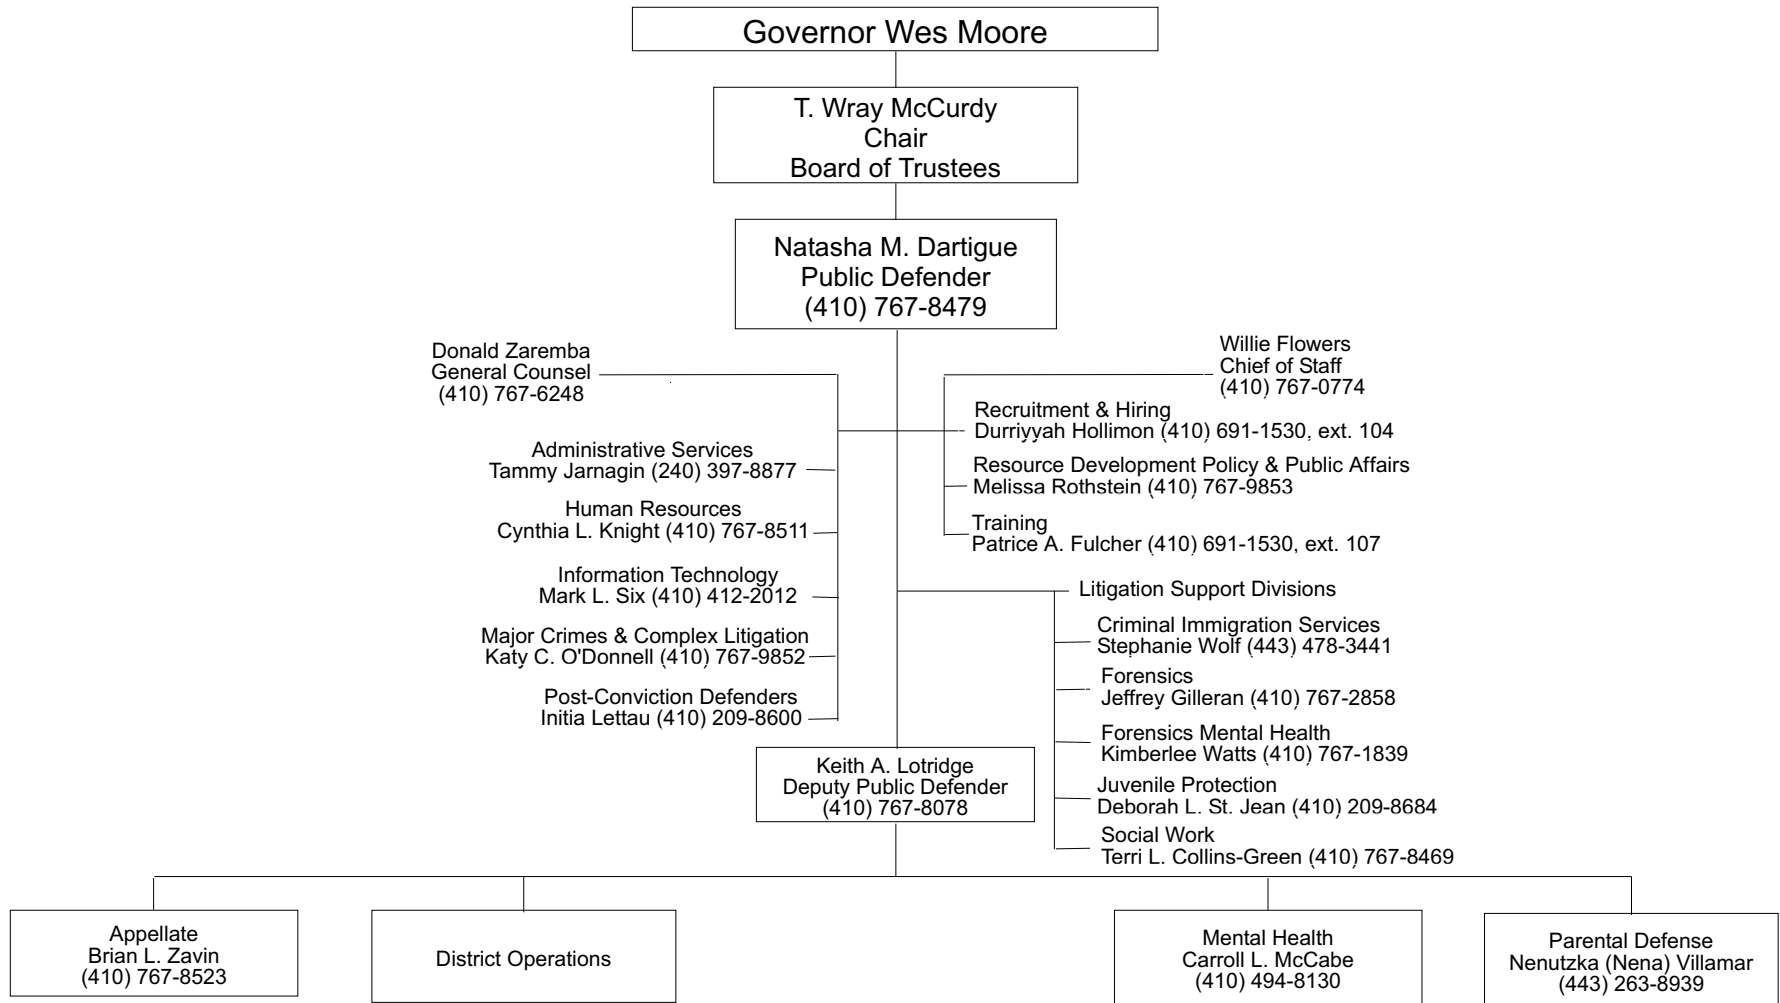 Governor Wes Moore
T. Wray McCurdy
Chair
Board of Trustees
Natasha M. Dartigue
Public Defender
(410) 767-8479
Donald Zaremba
General Counsel
(410) 767-6248
Administrative Services
Tammy Jarnagin (240) 397-8877
Human Resources
Cynthia L. Knight (410) 767-8511
Information Technology
Mark L. Six (410) 412-2012
Major Crimes & Complex Litigation
Katy C. O'Donnell (410) 767-9852
Post-Conviction Defenders
Initia Lettau (410) 209-8600
Willie Flowers
Chief of Staff
(410) 767-0774
Recruitment & Hiring
Durriyyah Hollimon (410) 691-1530, ext. 104
Resource Development Policy & Public Affairs
Melissa Rothstein (410) 767-9853
Training
Patrice A. Fulcher (410) 691-1530, ext. 107
Litigation Support Divisions
Criminal Immigration Services
Stephanie Wolf (443) 478-3441
Forensics
Jeffrey Gilleran (410) 767-2858
Forensics Mental Health
Kimberlee Watts (410) 767-1839
Juvenile Protection
Deborah L. St. Jean (410) 209-8684
Social Work
Terri L. Collins-Green (410) 767-8469
Keith A. Lotridge
Deputy Public Defender
(410) 767-8078
Appellate
Brian L. Zavin
(410) 767-8523
District Operations
Mental Health
Carroll L. McCabe
(410) 494-8130
Parental Defense
Nenutzka (Nena) Villamar
(443) 263-8939